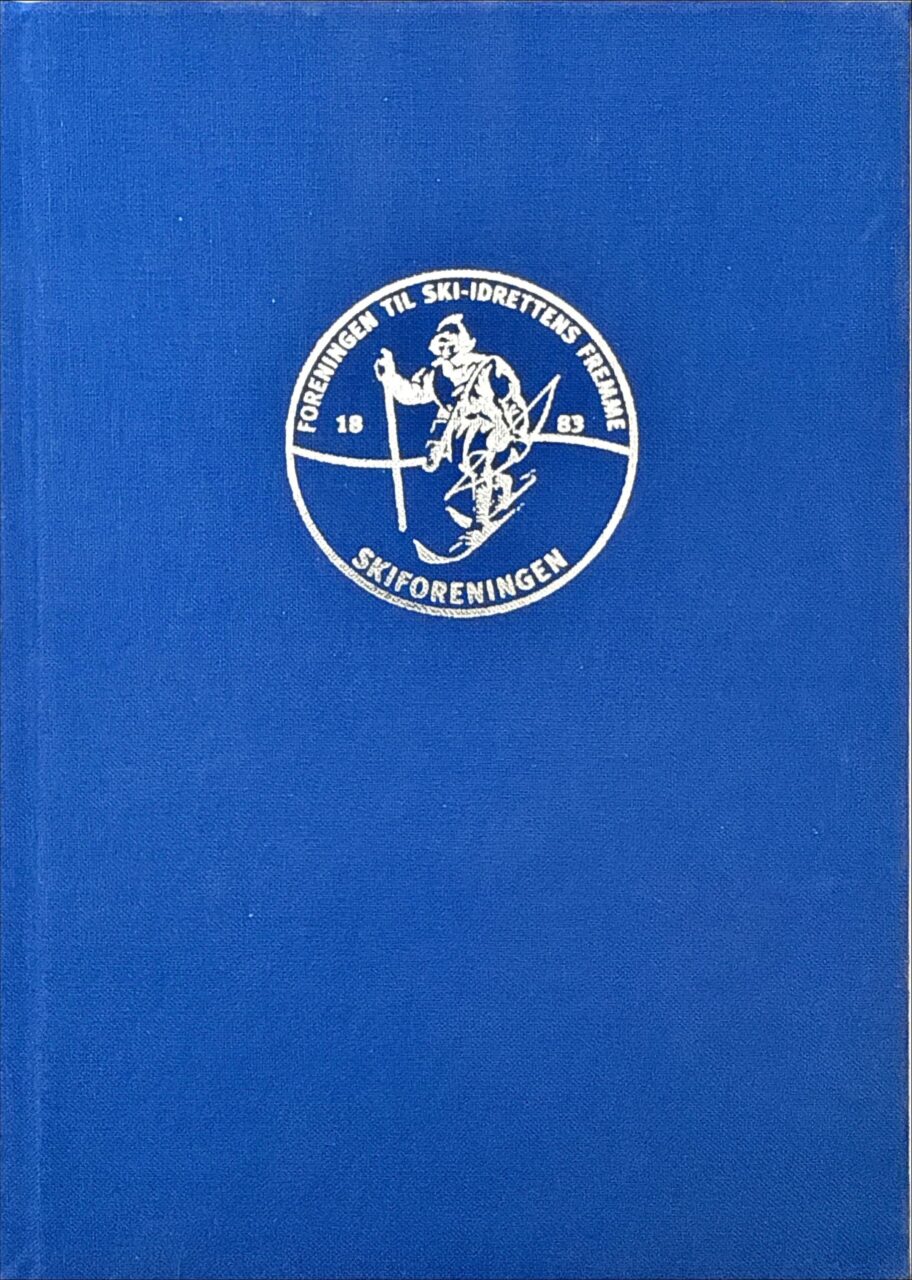 FORENINGEN TIL SKI-IDRETTENS FREMME
18 83
SKIFORENINGEN